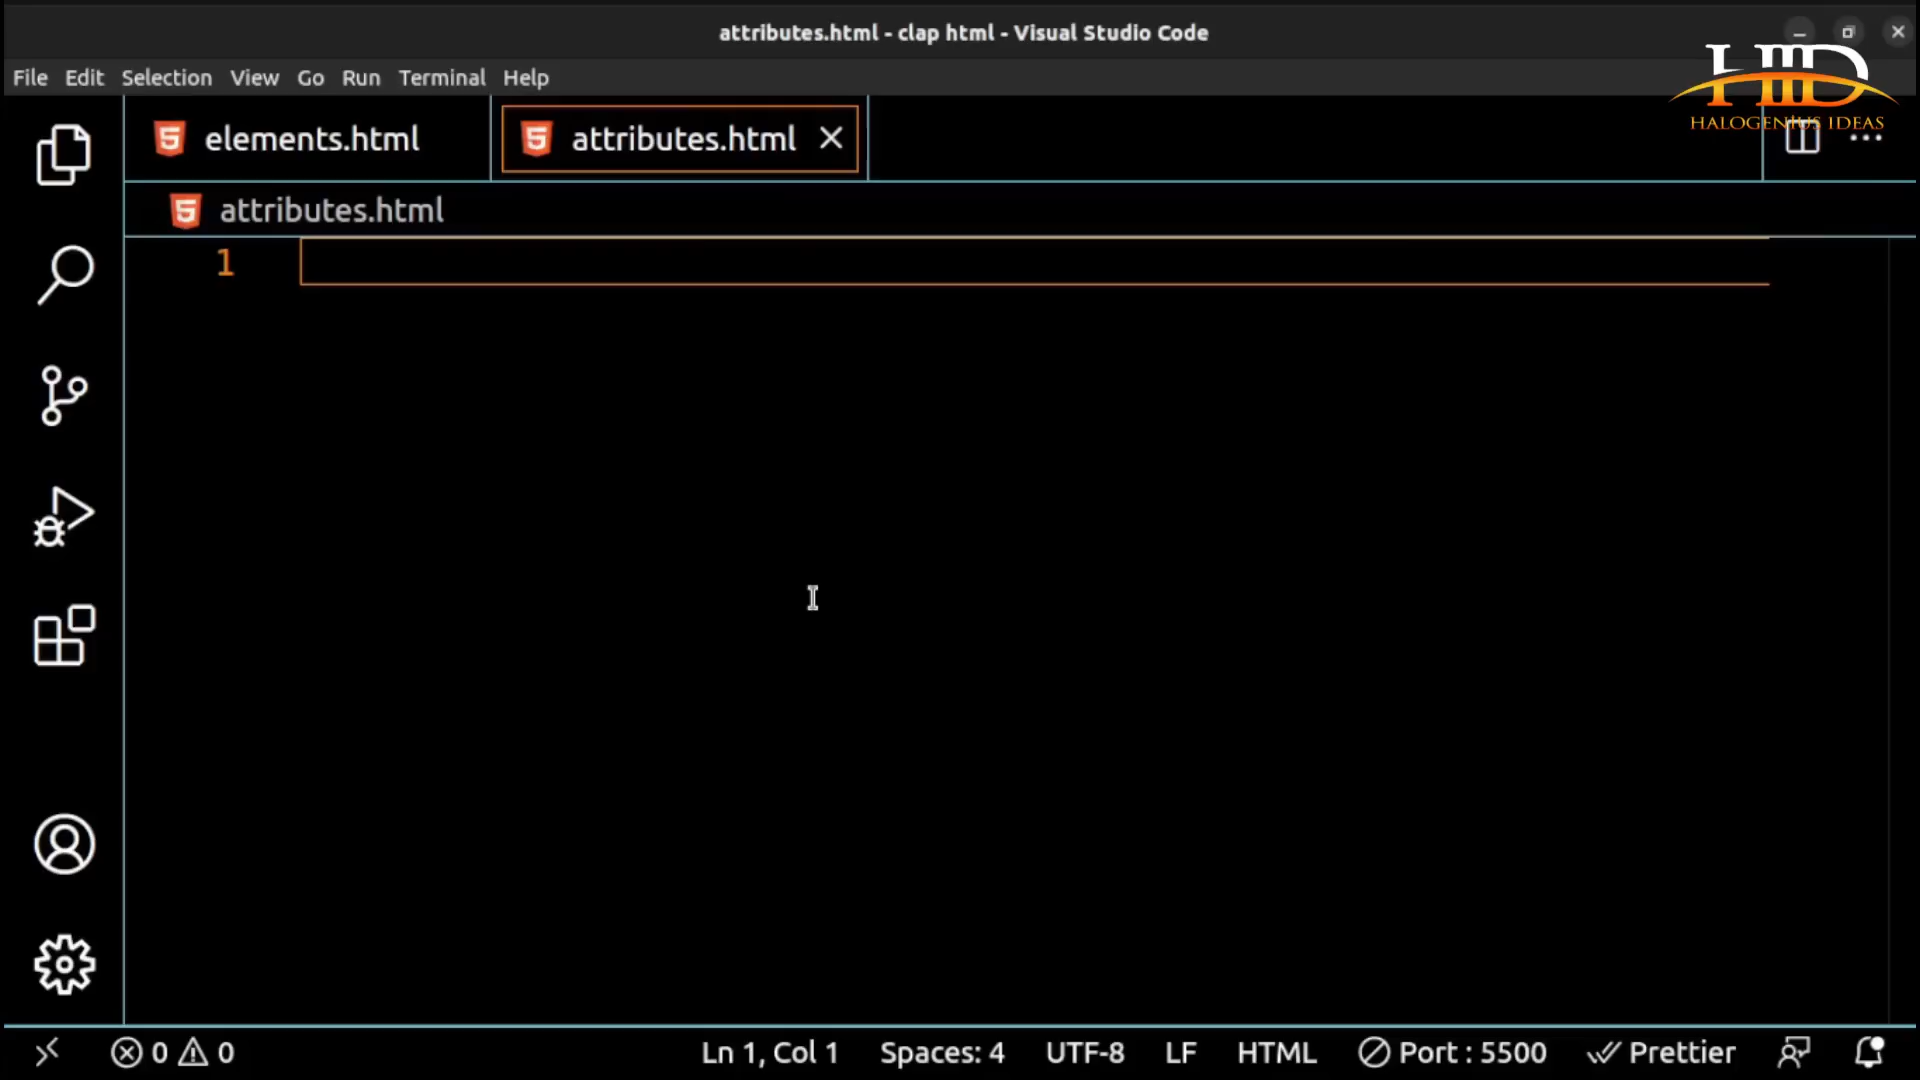 attributes.html - clap html - Visual Studio Code
File Edit Selection View Go Run Terminal Help
HID
HALOGENIUS IDEAS
elements.html attributes.html
attributes.html
1
0 0 Ln 1, Col 1 Spaces: 4 UTF-8 LF HTML Port : 5500 Prettier